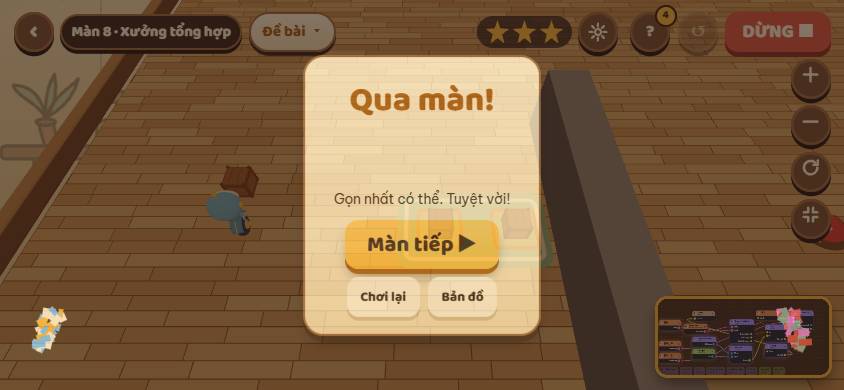 Màn 8 · Xưởng tổng hợp
Đề bài
?
4
DỪNG
Qua màn!
Gọn nhất có thể. Tuyệt vời!
Màn tiếp
Chơi lại
Bản đồ